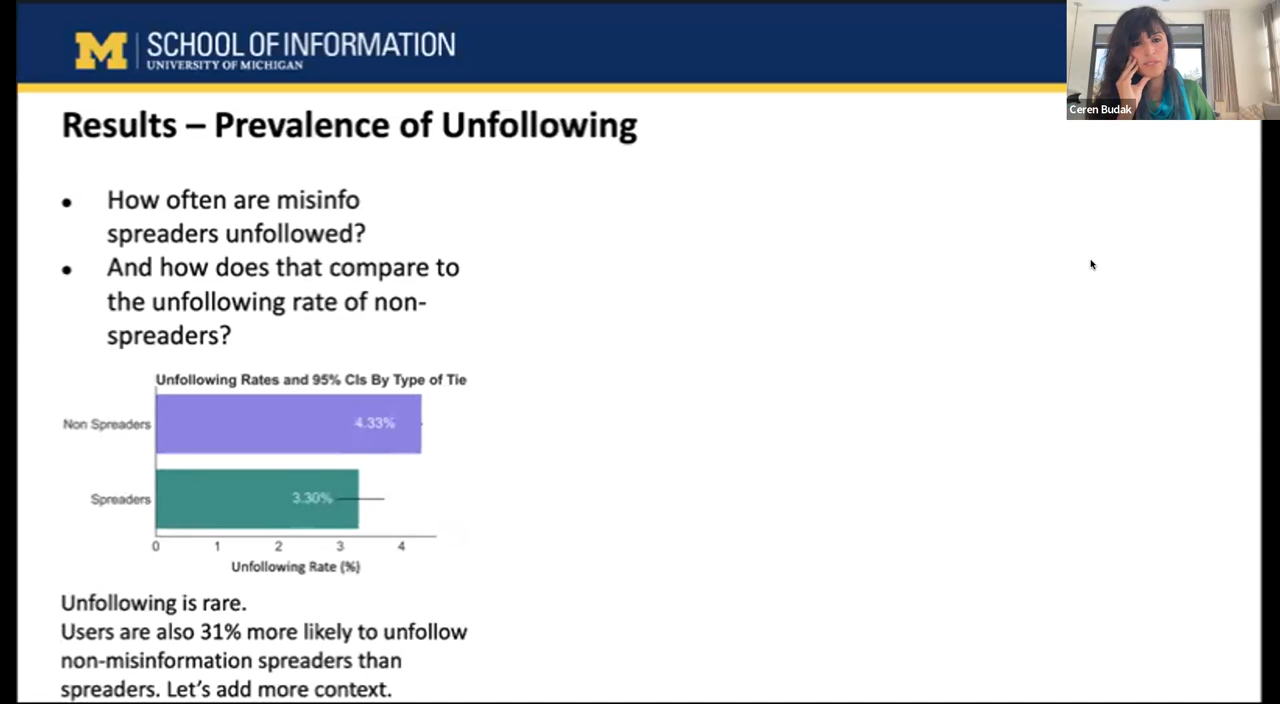 M
SCHOOL OF INFORMATION
UNIVERSITY OF MICHIGAN
Ceren Budak
Results – Prevalence of Unfollowing
• How often are misinfo
spreaders unfollowed?
• And how does that compare to
the unfollowing rate of non-
spreaders?
Unfollowing Rates and 95% CIs By Type of Tie
Non Spreaders
4.33%
Spreaders
3.30%
0 1 2 3 4
Unfollowing Rate (%)
Unfollowing is rare.
Users are also 31% more likely to unfollow
non-misinformation spreaders than
spreaders. Let's add more context.